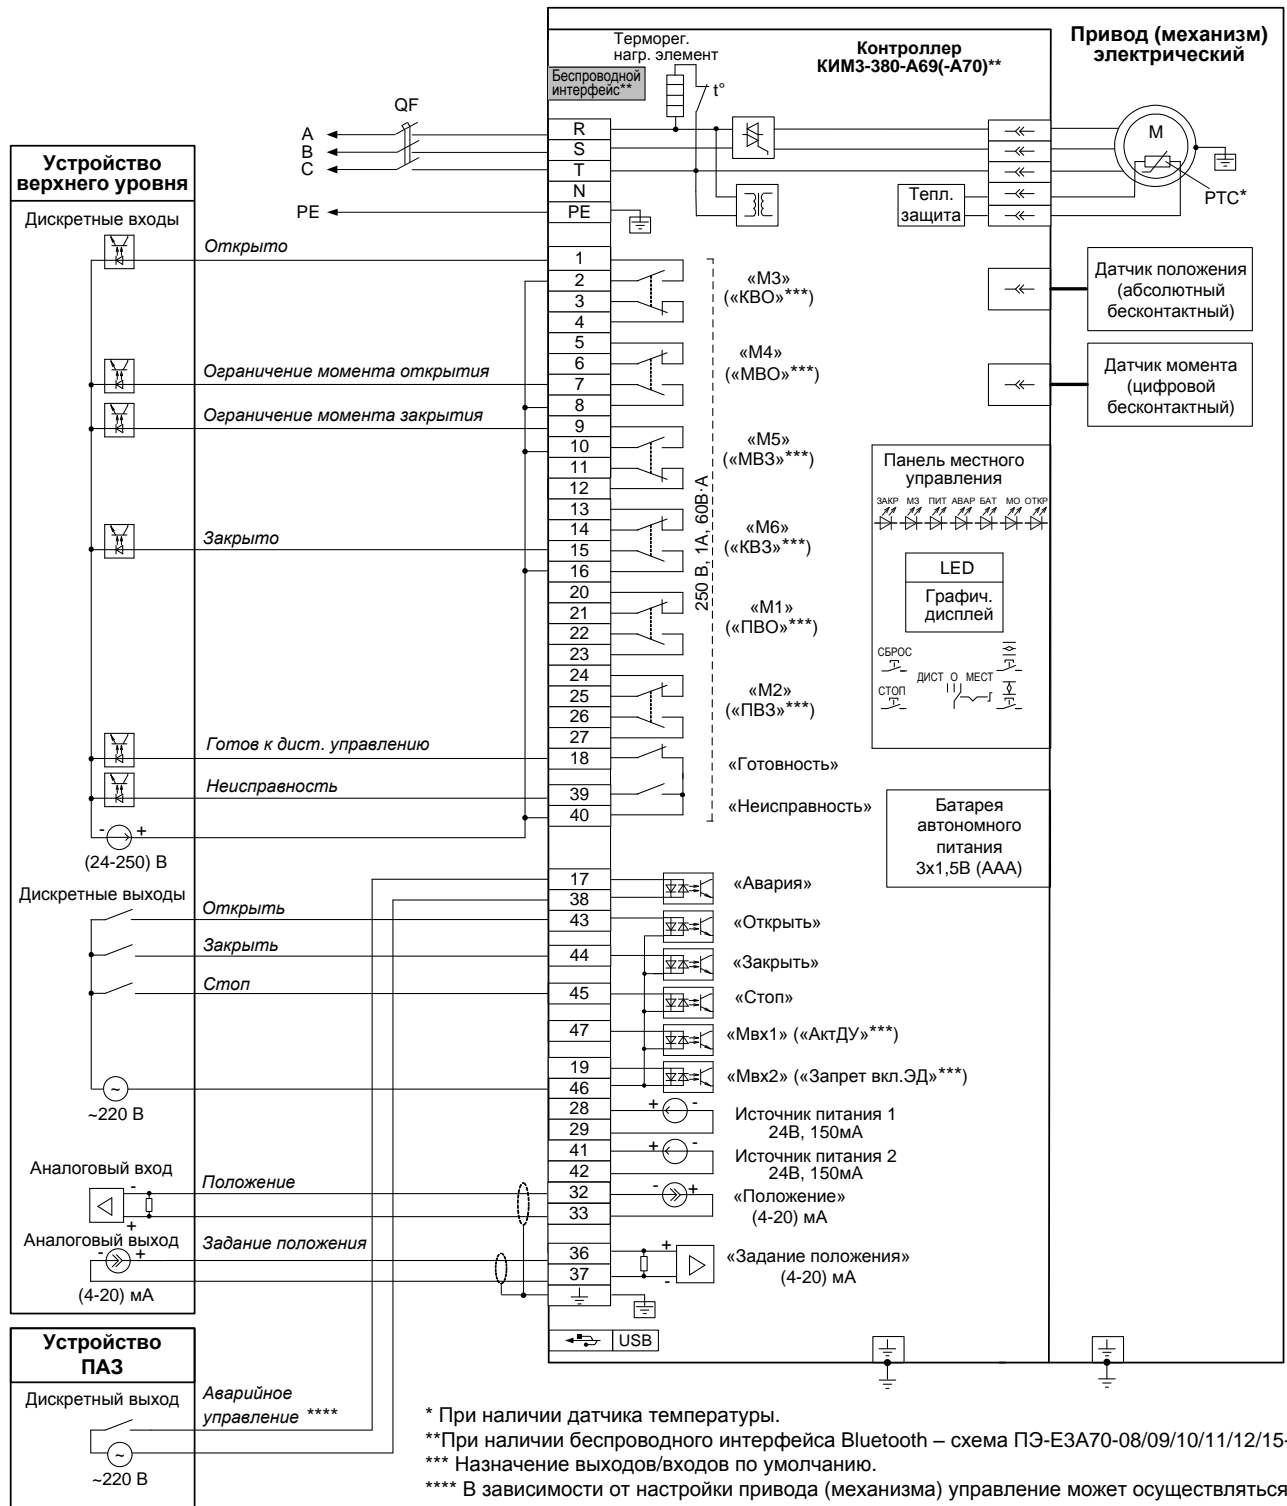 Привод (механизм)
электрический
Контроллер
КИМ3-380-А69(-А70)**
Терморег.
нагр. элемент
Беспроводной
интерфейс**
t°
QF
A
B
C
PE
R
S
T
N
PE
M
PTC*
Тепл.
защита
Устройство
верхнего уровня
Дискретные входы
Открыто
Ограничение момента открытия
Ограничение момента закрытия
Закрыто
Готов к дист. управлению
Неисправность
- +
(24-250) В
1
2
3
4
5
6
7
8
9
10
11
12
13
14
15
16
20
21
22
23
24
25
26
27
18
39
40
«М3»
(«КВО»***)
«М4»
(«МВО»***)
«М5»
(«МВЗ»***)
«М6»
(«КВЗ»***)
«М1»
(«ПВО»***)
«М2»
(«ПВЗ»***)
«Готовность»
«Неисправность»
250 В, 1А, 60В·А
Датчик положения
(абсолютный
бесконтактный)
Датчик момента
(цифровой
бесконтактный)
Панель местного
управления
ЗАКР МЗ ПИТ АВАР БАТ МО ОТКР
LED
Графич.
дисплей
СБРОС
СТОП
ДИСТ О МЕСТ
Батарея
автономного
питания
3х1,5В (ААА)
Дискретные выходы
Открыть
Закрыть
Стоп
~
~220 В
17
38
43
44
45
47
19
46
28
29
41
42
32
33
36
37
«Авария»
«Открыть»
«Закрыть»
«Стоп»
«Мвх1» («АктДУ»***)
«Мвх2» («Запрет вкл.ЭД»***)
+ -
Источник питания 1
24В, 150мА
+ -
Источник питания 2
24В, 150мА
- +
«Положение»
(4-20) мА
+
-
«Задание положения»
(4-20) мА
Аналоговый вход
-
+
Положение
Аналоговый выход
- +
(4-20) мА
Задание положения
USB
Устройство
ПАЗ
Дискретный выход
Аварийное
управление ****
~
~220 В
* При наличии датчика температуры.
**При наличии беспроводного интерфейса Bluetooth – схема ПЭ-Е3А70-08/09/10/11/12/15-
*** Назначение выходов/входов по умолчанию.
**** В зависимости от настройки привода (механизма) управление может осуществляться